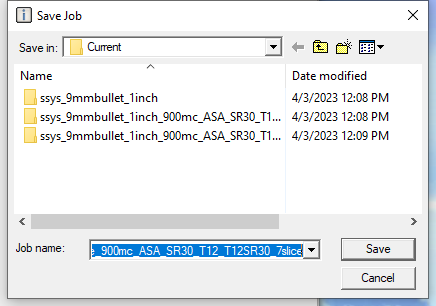 Save Job
Save in: Current
Name Date modified
ssys_9mmbullet_1inch 4/3/2023 12:08 PM
ssys_9mmbullet_1inch_900mc_ASA_SR30_T1... 4/3/2023 12:08 PM
ssys_9mmbullet_1inch_900mc_ASA_SR30_T1... 4/3/2023 12:09 PM
Job name: e_900mc_ASA_SR30_T12_T12SR30_7slice Save
Cancel